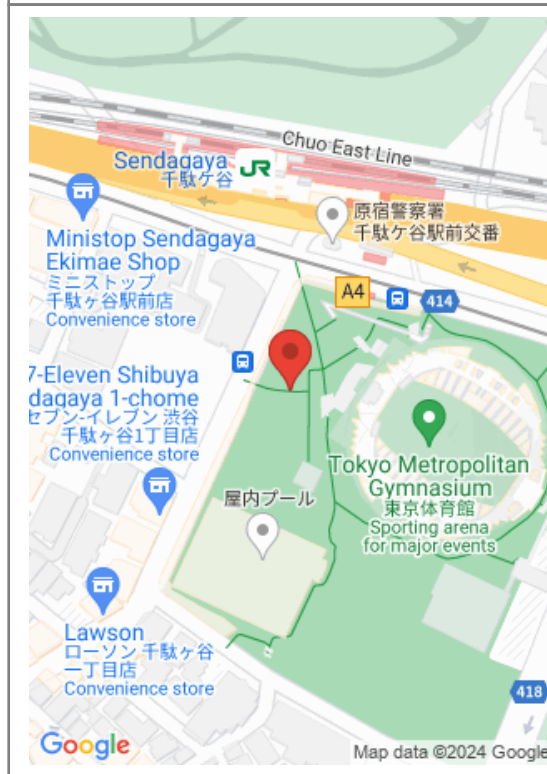 Chuo East Line
Sendagaya
千駄ケ谷
JR
原宿警察署
千駄ケ谷駅前交番
Ministop Sendagaya
Ekimae Shop
ミニストップ
千駄ヶ谷駅前店
Convenience store
A4
414
7-Eleven Shibuya
dagaya 1-chome
セブン-イレブン 渋谷
千駄ヶ谷1丁目店
Convenience store
Tokyo Metropolitan
Gymnasium
東京体育館
Sporting arena
for major events
屋内プール
Lawson
ローソン 千駄ヶ谷
一丁目店
Convenience store
418
Google
Map data ©2024 Google